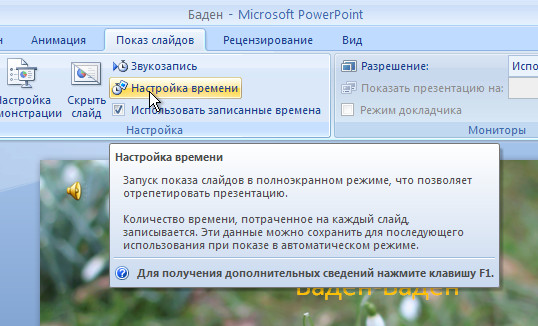 Баден - Microsoft PowerPoint
Анимация Показ слайдов Рецензирование Вид
Звукозапись
Настройка времени
Использовать записанные времена
Настройка
Скрыть
слайд
Настройка
Разрешение: Испо
Показать презентацию на:
Режим докладчика
Мониторы
Настройка времени
Запуск показа слайдов в полноэкранном режиме, что позволяет
отрепетировать презентацию.
Количество времени, потраченное на каждый слайд,
записывается. Эти данные можно сохранить для последующего
использования при показе в автоматическом режиме.
Для получения дополнительных сведений нажмите клавишу F1.
Баден-Баден